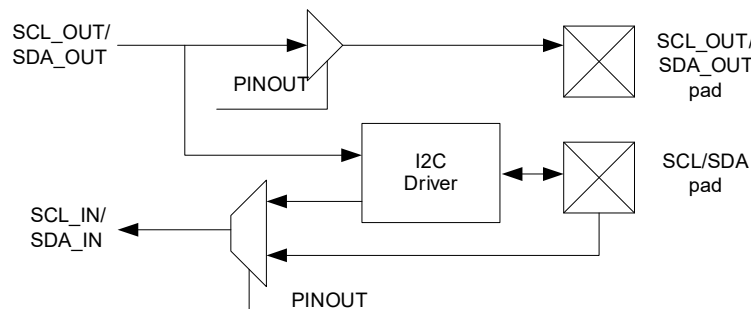 SCL_OUT/
SDA_OUT
PINOUT
SCL_OUT/
SDA_OUT
pad
I2C
Driver
SCL/SDA
pad
SCL_IN/
SDA_IN
PINOUT